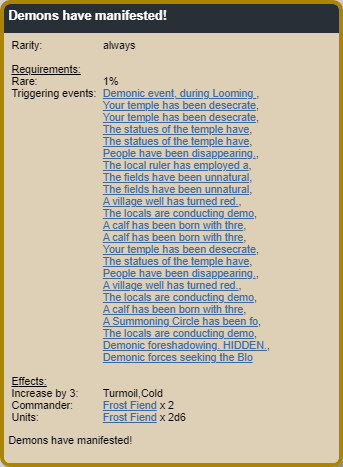 Demons have manifested!
Rarity: always
Requirements:
Rare: 1%
Triggering events: Demonic event, during Looming ,
Your temple has been desecrate,
Your temple has been desecrate,
The statues of the temple have,
The statues of the temple have,
People have been disappearing.,
The local ruler has employed a,
The fields have been unnatural,
The fields have been unnatural,
A village well has turned red.,
The locals are conducting demo,
A calf has been born with thre,
A calf has been born with thre,
Your temple has been desecrate,
The statues of the temple have,
People have been disappearing.,
A village well has turned red.,
The locals are conducting demo,
A calf has been born with thre,
A Summoning Circle has been fo,
The locals are conducting demo,
Demonic foreshadowing. HIDDEN.,
Demonic forces seeking the Blo
Effects:
Increase by 3: Turmoil,Cold
Commander: Frost Fiend x 2
Units: Frost Fiend x 2d6
Demons have manifested!